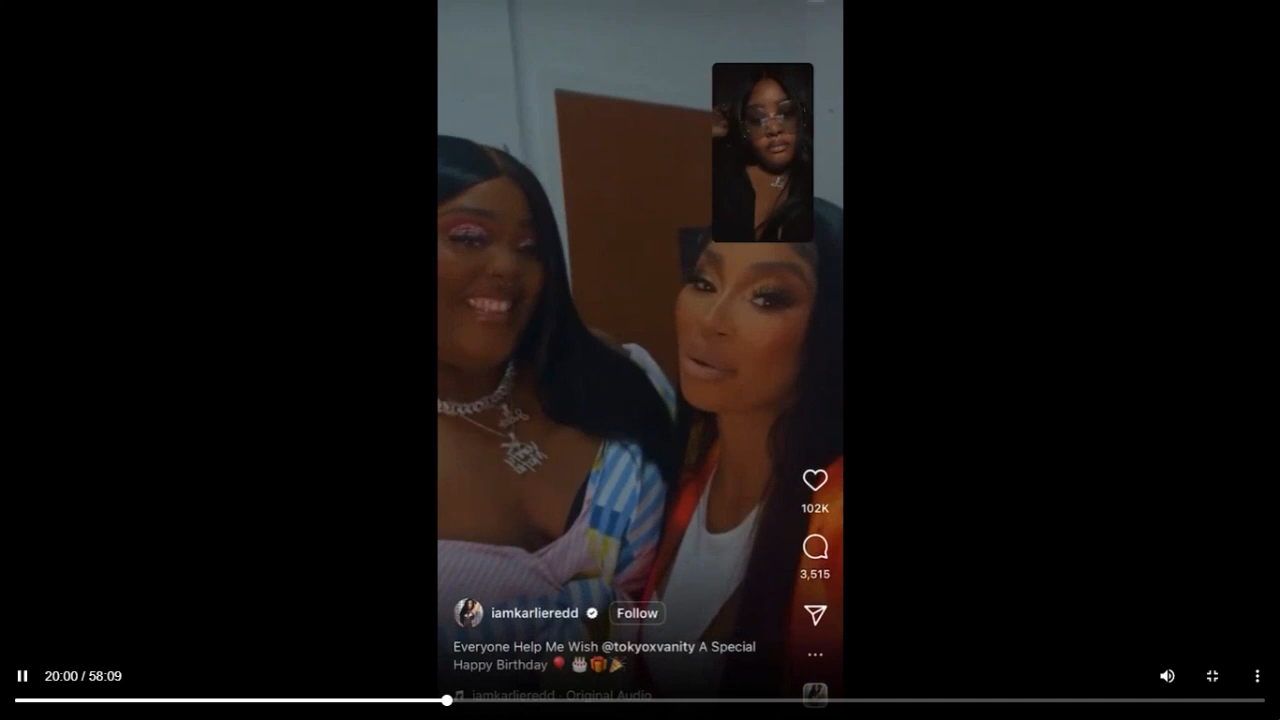 102K
3,515
iamkarlieredd Follow
Everyone Help Me Wish @tokyoxvanity A Special
Happy Birthday 🎈 🎂🎁🎉
iamkarlieredd · Original Audio
20:00 / 58:09